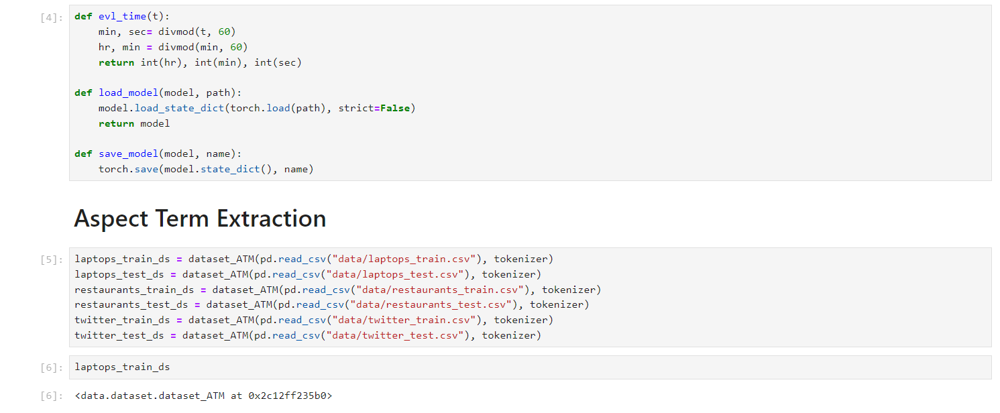 [4]:
def evl_time(t):
    min, sec= divmod(t, 60)
    hr, min = divmod(min, 60)
    return int(hr), int(min), int(sec)

def load_model(model, path):
    model.load_state_dict(torch.load(path), strict=False)
    return model

def save_model(model, name):
    torch.save(model.state_dict(), name)

Aspect Term Extraction

[5]:
laptops_train_ds = dataset_ATM(pd.read_csv("data/laptops_train.csv"), tokenizer)
laptops_test_ds = dataset_ATM(pd.read_csv("data/laptops_test.csv"), tokenizer)
restaurants_train_ds = dataset_ATM(pd.read_csv("data/restaurants_train.csv"), tokenizer)
restaurants_test_ds = dataset_ATM(pd.read_csv("data/restaurants_test.csv"), tokenizer)
twitter_train_ds = dataset_ATM(pd.read_csv("data/twitter_train.csv"), tokenizer)
twitter_test_ds = dataset_ATM(pd.read_csv("data/twitter_test.csv"), tokenizer)

[6]:
laptops_train_ds

[6]:
<data.dataset.dataset_ATM at 0x2c12ff235b0>